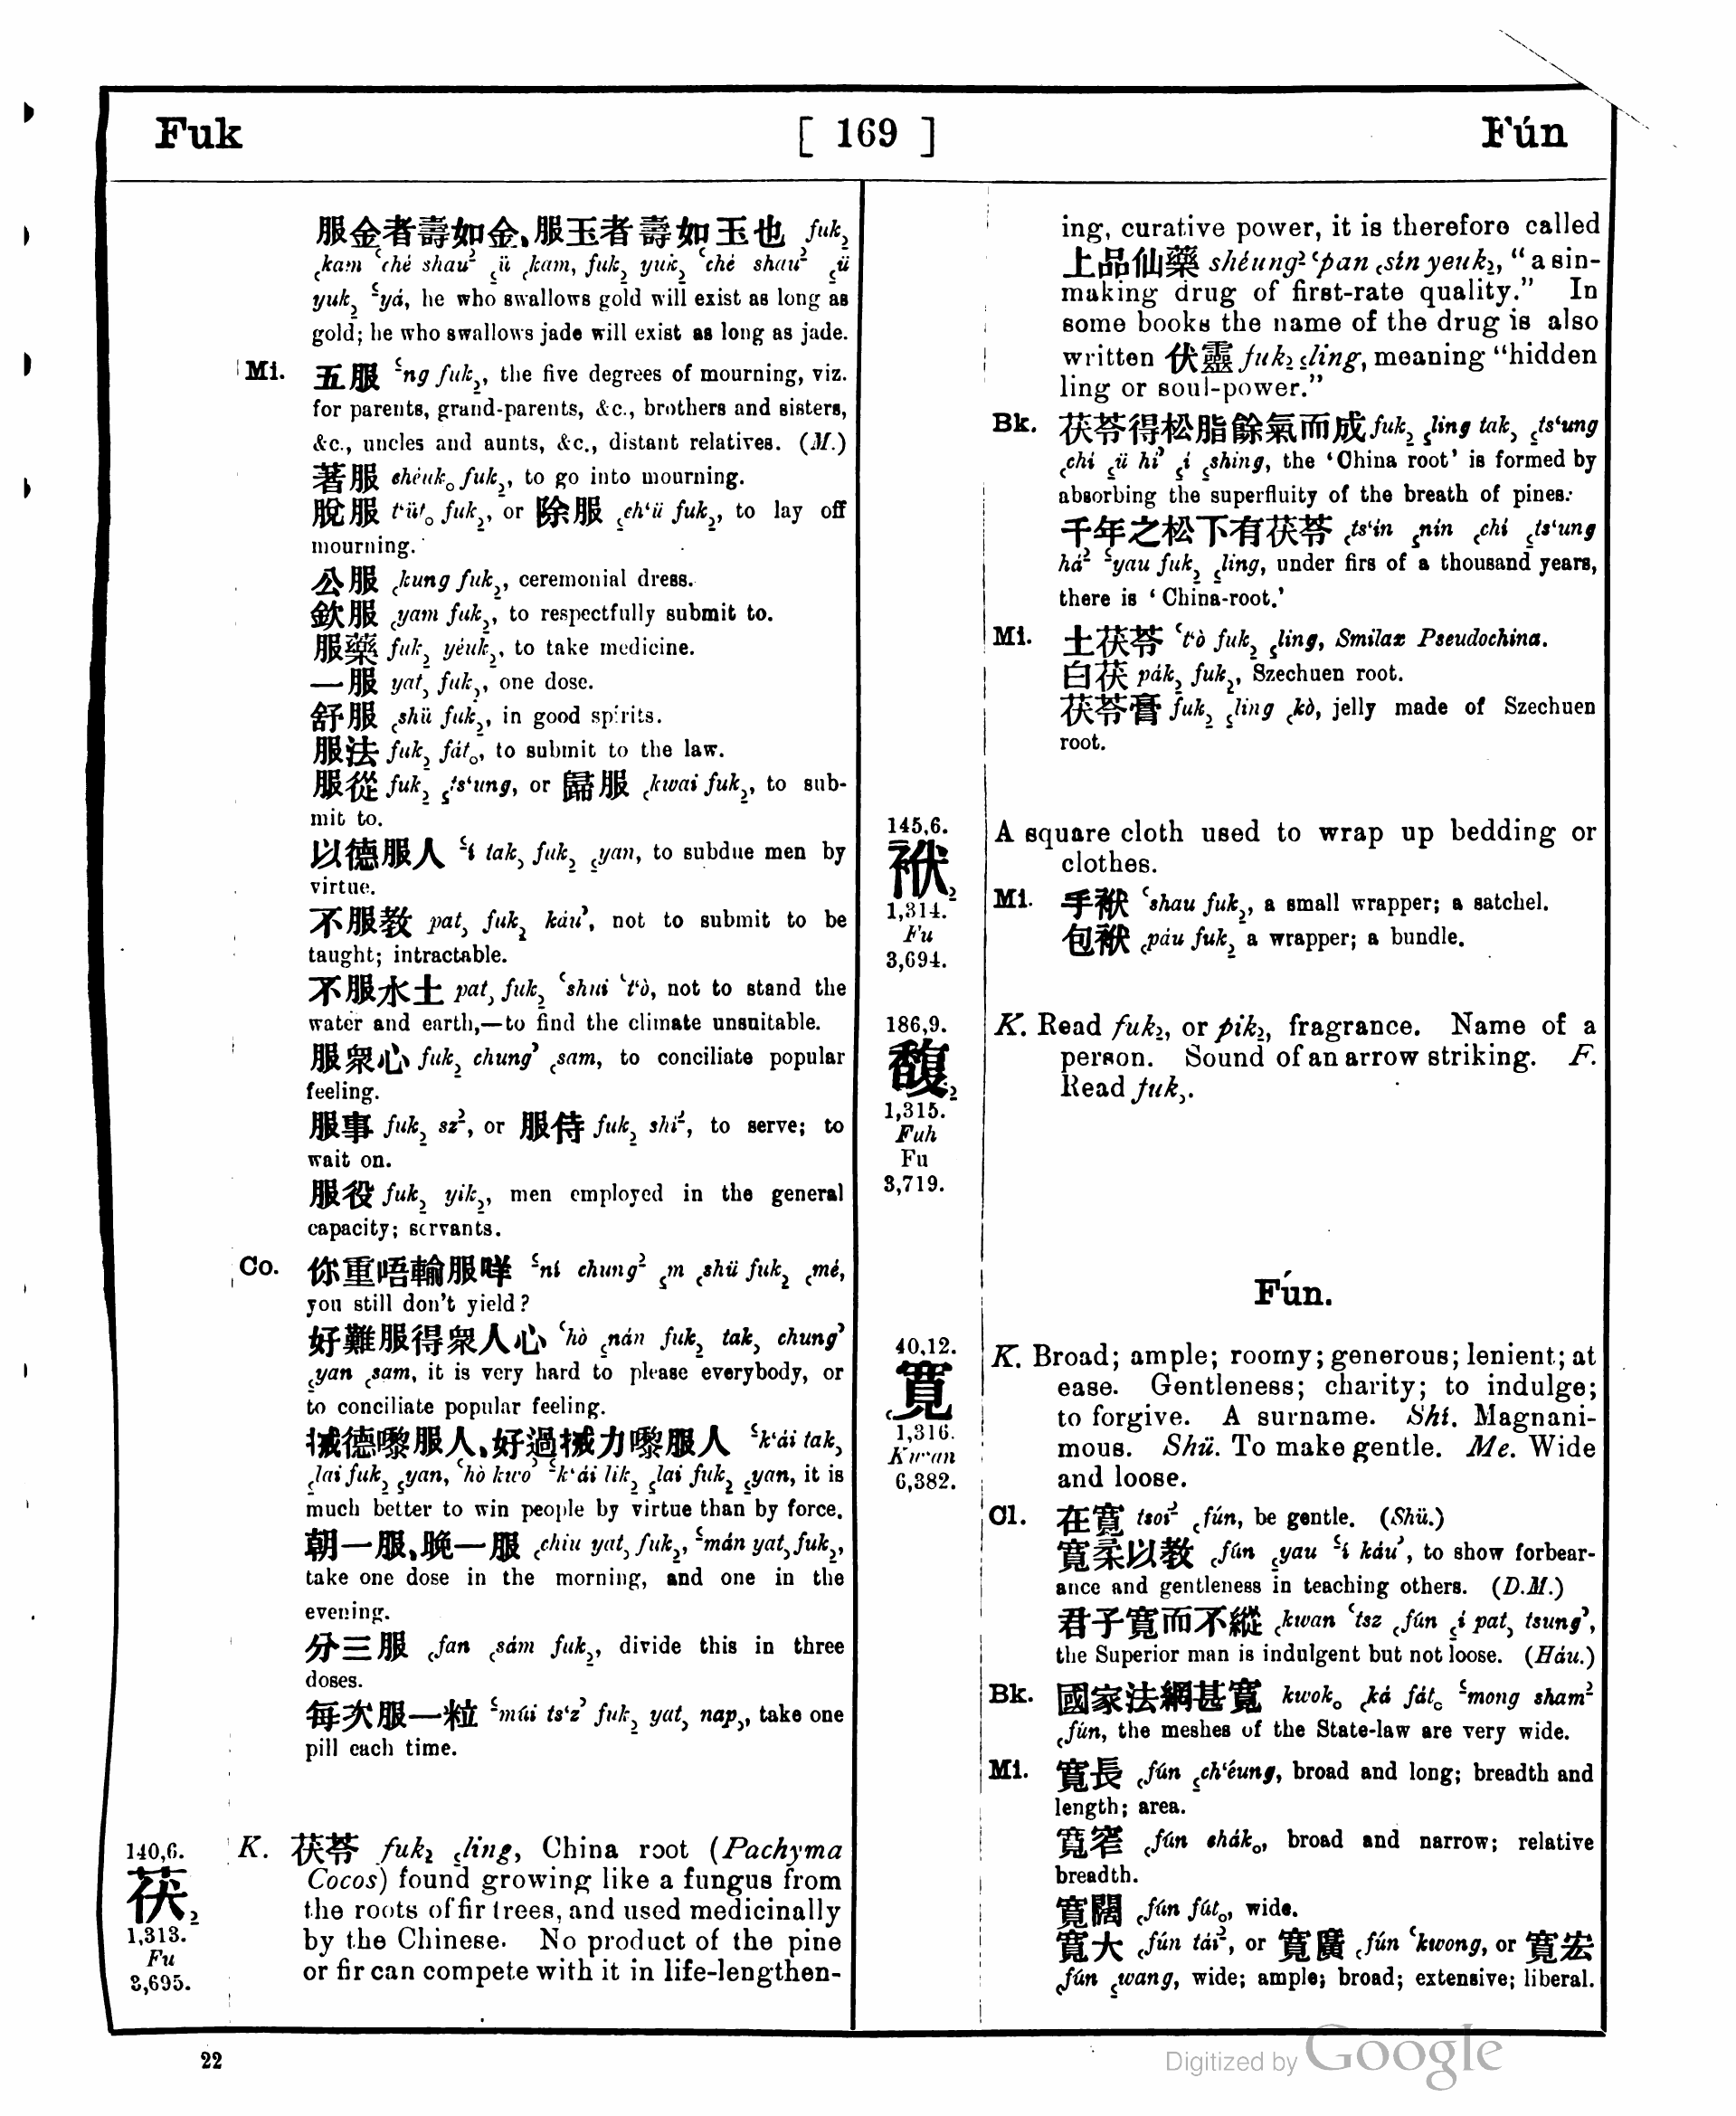 Fuk
[ 169 ]
Fún
服金者壽如金、服玉者壽如玉也 fuk₂
꜀kam ꜂ché shau² ꜁ü ꜀kam, fuk₂ yuk₂ ꜂ché shau² ꜁ü
yuk₂ ꜃yá, he who swallows gold will exist as long as
gold; he who swallows jade will exist as long as jade.
Mi. 五服 ꜃ng fuk₂, the five degrees of mourning, viz.
for parents, grand-parents, &c., brothers and sisters,
&c., uncles and aunts, &c., distant relatives. (M.)
著服 chéuk˳ fuk₂, to go into mourning.
脫服 t‘üt˳ fuk₂, or 除服 ꜁ch‘ü fuk₂, to lay off
mourning.
公服 ꜀kung fuk₂, ceremonial dress.
欽服 ꜀yam fuk₂, to respectfully submit to.
服藥 fuk₂ yéuk₂, to take medicine.
一服 yat꜆ fuk₂, one dose.
舒服 ꜀shü fuk₂, in good spirits.
服法 fuk₂ fát˳, to submit to the law.
服從 fuk₂ ꜁ts‘ung, or 歸服 ꜀kwai fuk₂, to sub-
mit to.
以德服人 ꜃í tak꜆ fuk₂ ꜁yan, to subdue men by
virtue.
不服教 pat꜆ fuk₂ káu꜄, not to submit to be
taught; intractable.
不服水土 pat꜆ fuk₂ ꜂shui ꜂t‘ò, not to stand the
water and earth,—to find the climate unsuitable.
服衆心 fuk₂ chung꜄ ꜀sam, to conciliate popular
feeling.
服事 fuk₂ sz², or 服侍 fuk₂ shí², to serve; to
wait on.
服役 fuk₂ yik₂, men employed in the general
capacity; servants.
Co. 你重唔輸服咩 ꜃ní chung² ꜁m ꜀shü fuk₂ ꜀mé,
you still don't yield?
好難服得衆人心 ꜂hò ꜁nán fuk₂ tak꜆ chung꜄
꜁yan ꜀sam, it is very hard to please everybody, or
to conciliate popular feeling.
㨟德嚟服人、好過㨟力嚟服人 ꜃k‘ái tak꜆
꜁lai fuk₂ ꜁yan, ꜂hò kwo꜄ ꜃k‘ái lik₂ ꜁lai fuk₂ ꜁yan, it is
much better to win people by virtue than by force.
朝一服、晚一服 ꜀chiu yat꜆ fuk₂, ꜃mán yat꜆ fuk₂,
take one dose in the morning, and one in the
evening.
分三服 ꜀fan ꜀sám fuk₂, divide this in three
doses.
每次服一粒 ꜃múi ts‘z꜄ fuk₂ yat꜆ nap꜆, take one
pill each time.
140,6.
茯₂
1,313.
Fu
3,695.
K. 茯苓 fuk₂ ꜁ling, China root (Pachyma
Cocos) found growing like a fungus from
the roots of fir trees, and used medicinally
by the Chinese. No product of the pine
or fir can compete with it in life-lengthen-
22
ing, curative power, it is therefore called
上品仙藥 shéung² ꜂pan ꜀sin yeuk₂, “a sin-
making drug of first-rate quality.” In
some books the name of the drug is also
written 伏靈 fuk₂ ꜁ling, meaning “hidden
ling or soul-power.”
Bk. 茯苓得松脂餘氣而成 fuk₂ ꜁ling tak꜆ ꜁ts‘ung
꜀chí ꜁ü hí꜄ ꜁í ꜁shing, the ‘China root’ is formed by
absorbing the superfluity of the breath of pines.
千年之松下有茯苓 ꜀ts‘in ꜁nín ꜀chí ꜁ts‘ung
há² ꜃yau fuk₂ ꜁ling, under firs of a thousand years,
there is ‘China-root.’
Mi. 土茯苓 ꜂t‘ò fuk₂ ꜁ling, Smilax Pseudochina.
白茯 pák₂ fuk₂, Szechuen root.
茯苓膏 fuk₂ ꜁ling ꜀kò, jelly made of Szechuen
root.
145,6.
袱₂
1,314.
Fu
3,694.
A square cloth used to wrap up bedding or
clothes.
Mi. 手袱 ꜂shau fuk₂, a small wrapper; a satchel.
包袱 ꜀páu fuk₂ a wrapper; a bundle.
186,9.
馥₂
1,315.
Fuh
Fu
3,719.
K. Read fuk₂, or pik₂, fragrance. Name of a
person. Sound of an arrow striking. F.
Read fuk꜆.
Fún.
40,12.
꜀寬
1,316.
Kw‘an
6,382.
K. Broad; ample; roomy; generous; lenient; at
ease. Gentleness; charity; to indulge;
to forgive. A surname. Shí. Magnani-
mous. Shü. To make gentle. Me. Wide
and loose.
Cl. 在寬 tsoi² ꜀fún, be gentle. (Shü.)
寬柔以教 ꜀fún ꜁yau ꜃í káu꜄, to show forbear-
ance and gentleness in teaching others. (D.M.)
君子寬而不縱 ꜀kwan ꜂tsz ꜀fún ꜁í pat꜆ tsung꜄,
the Superior man is indulgent but not loose. (Háu.)
Bk. 國家法網甚寬 kwok˳ ꜀ká fát˳ ꜃mong sham²
꜀fún, the meshes of the State-law are very wide.
Mi. 寬長 ꜀fún ꜁ch‘éung, broad and long; breadth and
length; area.
寬窄 ꜀fún chák˳, broad and narrow; relative
breadth.
寬闊 ꜀fún fút˳, wide.
寬大 ꜀fún tái², or 寬廣 ꜀fún ꜂kwong, or 寬宏
꜀fún ꜁wang, wide; ample; broad; extensive; liberal.
Digitized by Google